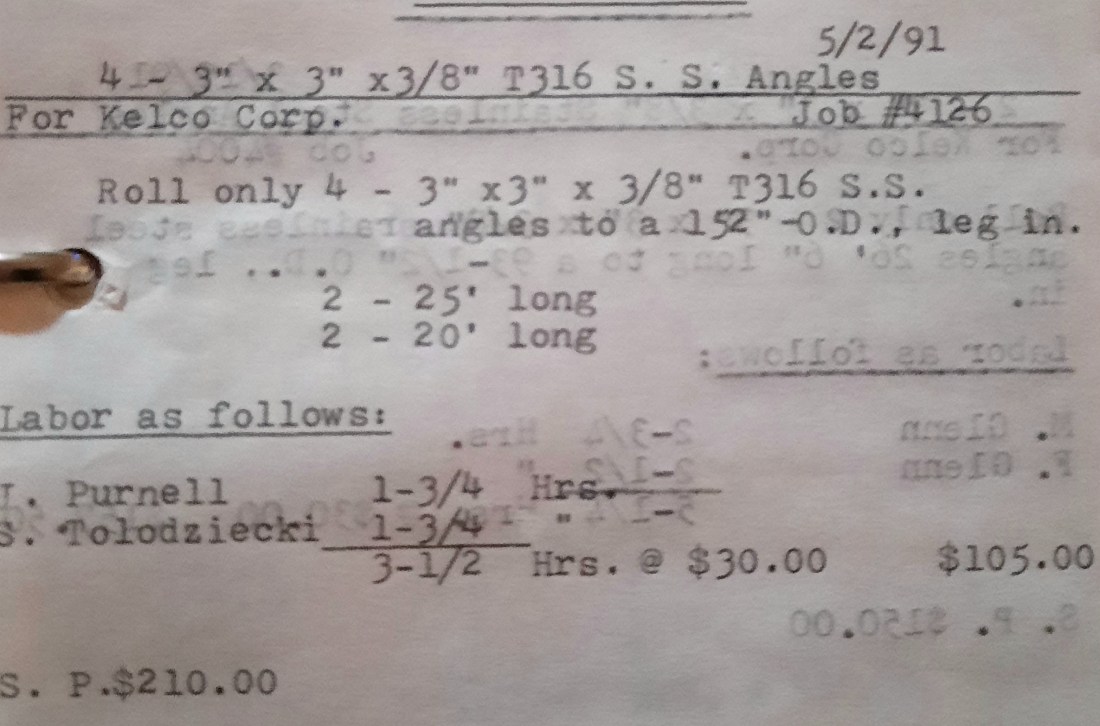 5/2/91
4 - 3" x 3" x3/8" T316 S. S. Angles
For Kelco Corp. Job #4126
Roll only 4 - 3" x3" x 3/8" T316 S.S.
angles to a 152"-O.D., leg in.
2 - 25' long
2 - 20' long
Labor as follows:
Purnell 1-3/4 Hrs.
S. Tolodziecki 1-3/4 "
3-1/2 Hrs. @ $30.00 $105.00
S. P.$210.00